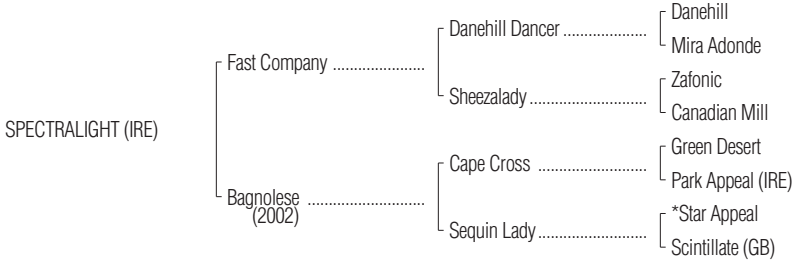 Danehill
Danehill Dancer ......................
Mira Adonde
Fast Company ........................
Zafonic
Sheezalady ..............................
Canadian Mill
SPECTRALIGHT (IRE)
Green Desert
Cape Cross ............................
Park Appeal (IRE)
Bagnolese ..............................
(2002)
*Star Appeal
Sequin Lady ............................
Scintillate (GB)